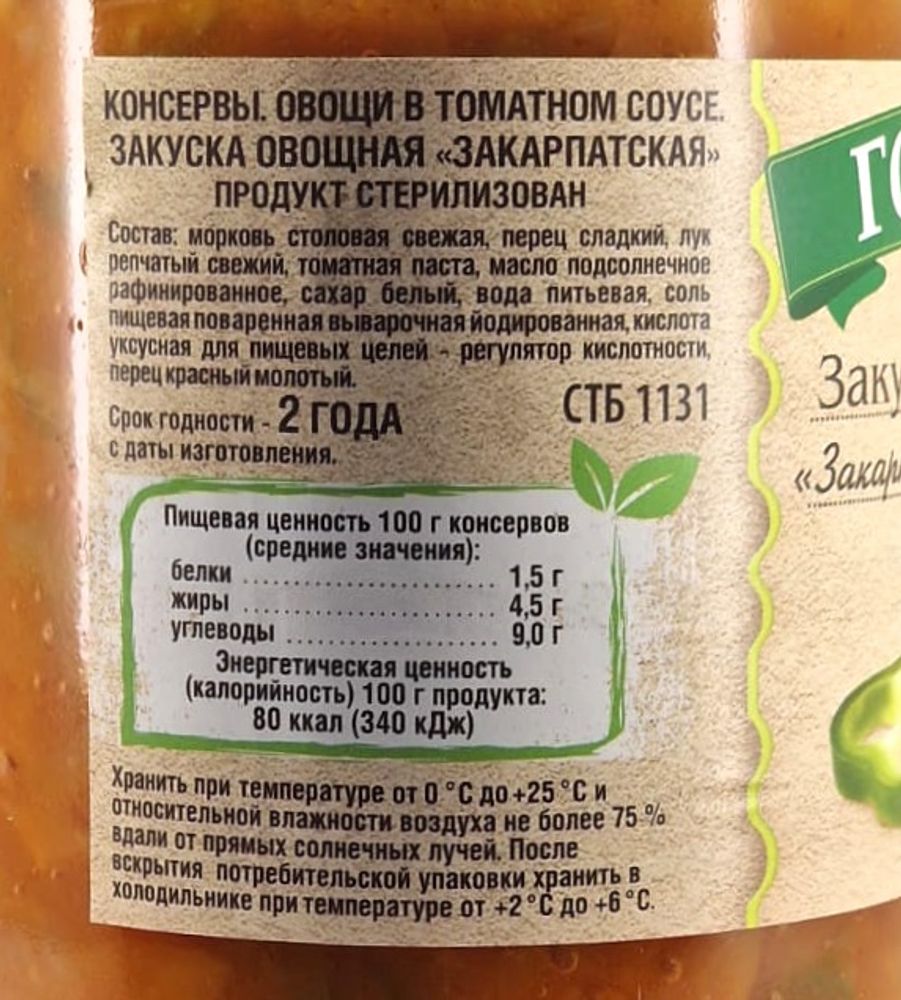 КОНСЕРВЫ. ОВОЩИ В ТОМАТНОМ СОУСЕ.
ЗАКУСКА ОВОЩНАЯ «ЗАКАРПАТСКАЯ»
ПРОДУКТ СТЕРИЛИЗОВАН
Состав: морковь столовая свежая, перец сладкий, лук
репчатый свежий, томатная паста, масло подсолнечное
рафинированное, сахар белый, вода питьевая, соль
пищевая поваренная выварочная йодированная, кислота
уксусная для пищевых целей - регулятор кислотности,
перец красный молотый.
Срок годности - 2 ГОДА
с даты изготовления.
СТБ 1131
Пищевая ценность 100 г консервов
(средние значения):
белки ........................... 1,5 г
жиры ........................... 4,5 г
углеводы ...................... 9,0 г
Энергетическая ценность
(калорийность) 100 г продукта:
80 ккал (340 кДж)
Хранить при температуре от 0 °С до +25 °С и
относительной влажности воздуха не более 75 %
вдали от прямых солнечных лучей. После
вскрытия потребительской упаковки хранить в
холодильнике при температуре от +2 °С до +6 °С.